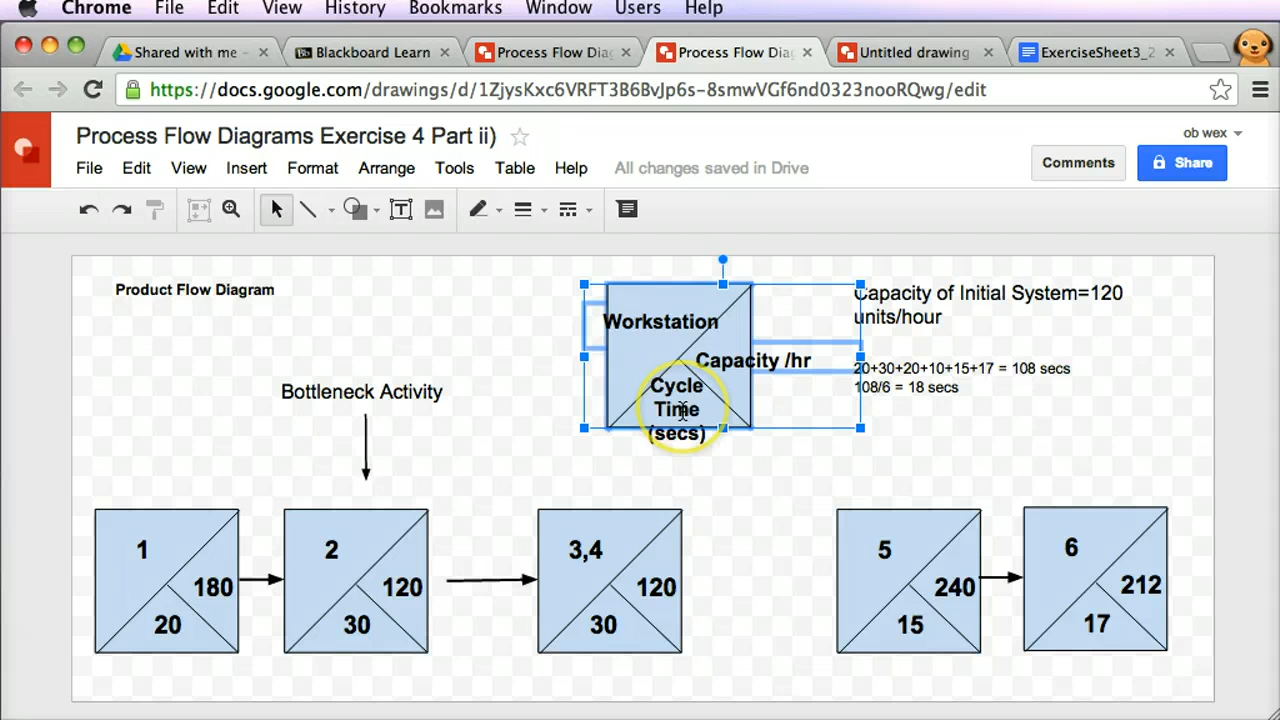 Chrome File Edit View History Bookmarks Window Users Help
Shared with me -
Blackboard Learn
Process Flow Dia
Process Flow Dia
Untitled drawing
ExerciseSheet3_2
https://docs.google.com/drawings/d/1ZjysKxc6VRFT3B6BvJp6s-8smwVGf6nd0323nooRQwg/edit
Process Flow Diagrams Exercise 4 Part ii)
ob wex
File Edit View Insert Format Arrange Tools Table Help All changes saved in Drive
Comments
Share
Product Flow Diagram
Workstation
Capacity /hr
Cycle
Time
(secs)
Capacity of Initial System=120
units/hour
20+30+20+10+15+17 = 108 secs
108/6 = 18 secs
Bottleneck Activity
1
180
20
2
120
30
3,4
120
30
5
240
15
6
212
17